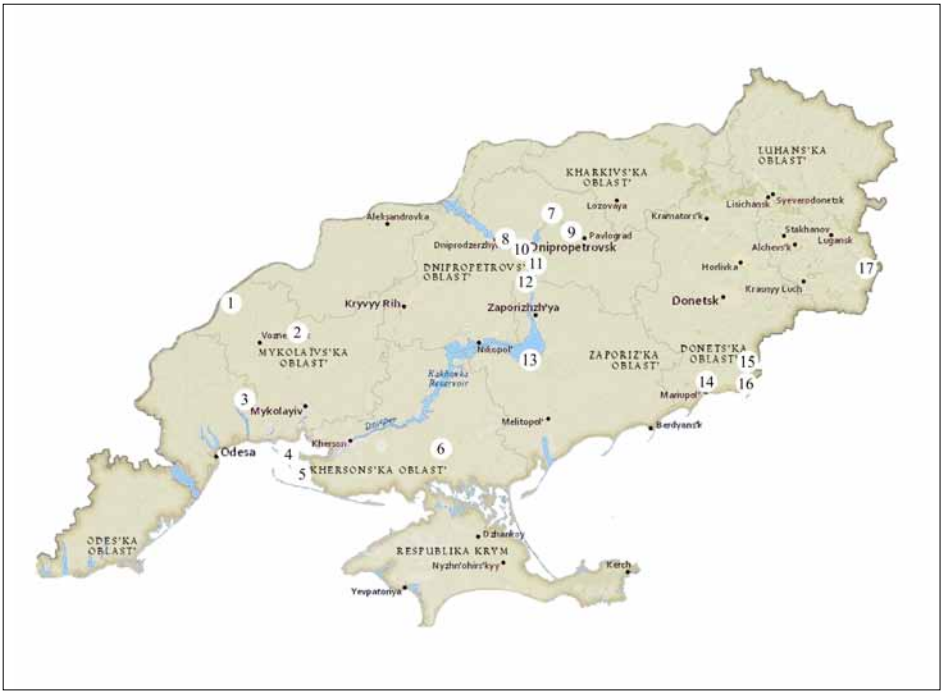 LUHANS'KA
OBLAST'
KHARKIVS'KA
OBLAST'
Lisichansk
Syeverodonetsk
Lozovaya
Kramators'k
Aleksandrovka
7
9
Pavlograd
Stakhanov
Lugansk
Dniprodzerzhyns
8
10
Dnipropetrovsk
Alchevs'k
DNIPROPETROVS'
OBLAST'
11
Horlivka
17
12
Krasnyy Luch
1
Kryvyy Rih
Zaporizhzh'ya
Donetsk
2
MYKOLAÏVS'KA
OBLAST'
Nikopol'
13
ZAPORIZ'KA
OBLAST'
DONETS'KA
OBLAST'
15
Kakhovka
Reservoir
14
16
Mariupol'
3
Mykolayiv
Dnieper
Melitopol'
Berdyans'k
Kherson
Odesa
4
6
5
KHERSONS'KA OBLAST'
ODES'KA
OBLAST'
Dzhankoy
RESPUBLIKA KRYM
Nyzhn'ohirs'kyy
Kerch
Yevpatoriya